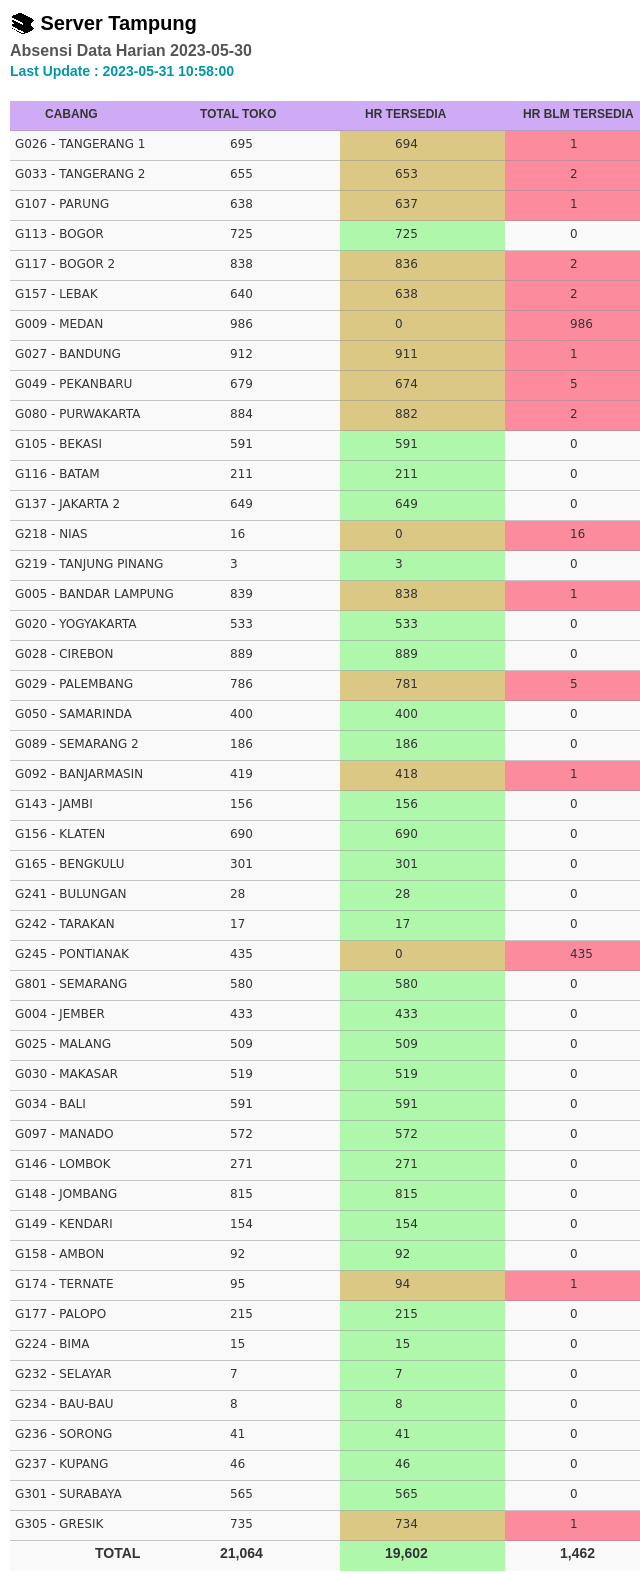 Server Tampung
Absensi Data Harian 2023-05-30
Last Update : 2023-05-31 10:58:00
CABANG TOTAL TOKO HR TERSEDIA HR BLM TERSEDIA
G026 - TANGERANG 1 695 694 1
G033 - TANGERANG 2 655 653 2
G107 - PARUNG 638 637 1
G113 - BOGOR 725 725 0
G117 - BOGOR 2 838 836 2
G157 - LEBAK 640 638 2
G009 - MEDAN 986 0 986
G027 - BANDUNG 912 911 1
G049 - PEKANBARU 679 674 5
G080 - PURWAKARTA 884 882 2
G105 - BEKASI 591 591 0
G116 - BATAM 211 211 0
G137 - JAKARTA 2 649 649 0
G218 - NIAS 16 0 16
G219 - TANJUNG PINANG 3 3 0
G005 - BANDAR LAMPUNG 839 838 1
G020 - YOGYAKARTA 533 533 0
G028 - CIREBON 889 889 0
G029 - PALEMBANG 786 781 5
G050 - SAMARINDA 400 400 0
G089 - SEMARANG 2 186 186 0
G092 - BANJARMASIN 419 418 1
G143 - JAMBI 156 156 0
G156 - KLATEN 690 690 0
G165 - BENGKULU 301 301 0
G241 - BULUNGAN 28 28 0
G242 - TARAKAN 17 17 0
G245 - PONTIANAK 435 0 435
G801 - SEMARANG 580 580 0
G004 - JEMBER 433 433 0
G025 - MALANG 509 509 0
G030 - MAKASAR 519 519 0
G034 - BALI 591 591 0
G097 - MANADO 572 572 0
G146 - LOMBOK 271 271 0
G148 - JOMBANG 815 815 0
G149 - KENDARI 154 154 0
G158 - AMBON 92 92 0
G174 - TERNATE 95 94 1
G177 - PALOPO 215 215 0
G224 - BIMA 15 15 0
G232 - SELAYAR 7 7 0
G234 - BAU-BAU 8 8 0
G236 - SORONG 41 41 0
G237 - KUPANG 46 46 0
G301 - SURABAYA 565 565 0
G305 - GRESIK 735 734 1
TOTAL 21,064 19,602 1,462